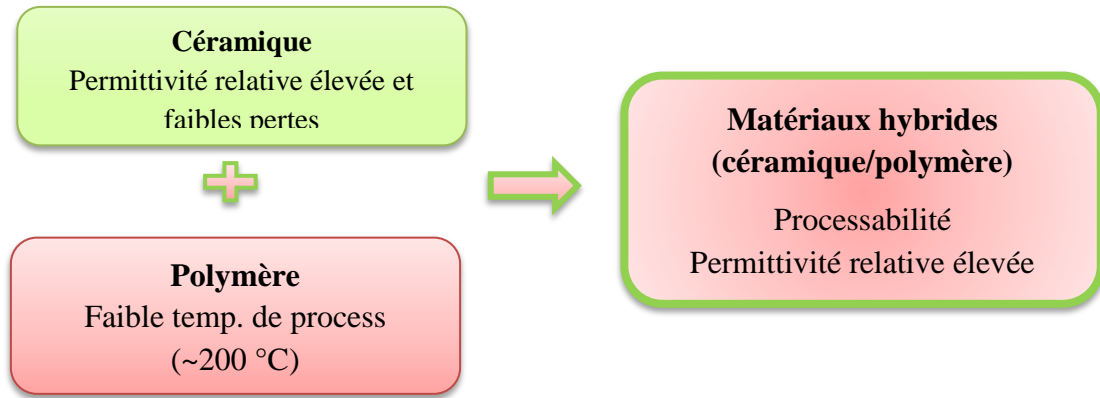 Céramique
Permittivité relative élevée et
faibles pertes
Polymère
Faible temp. de process
(~200 °C)
Matériaux hybrides
(céramique/polymère)
Processabilité
Permittivité relative élevée